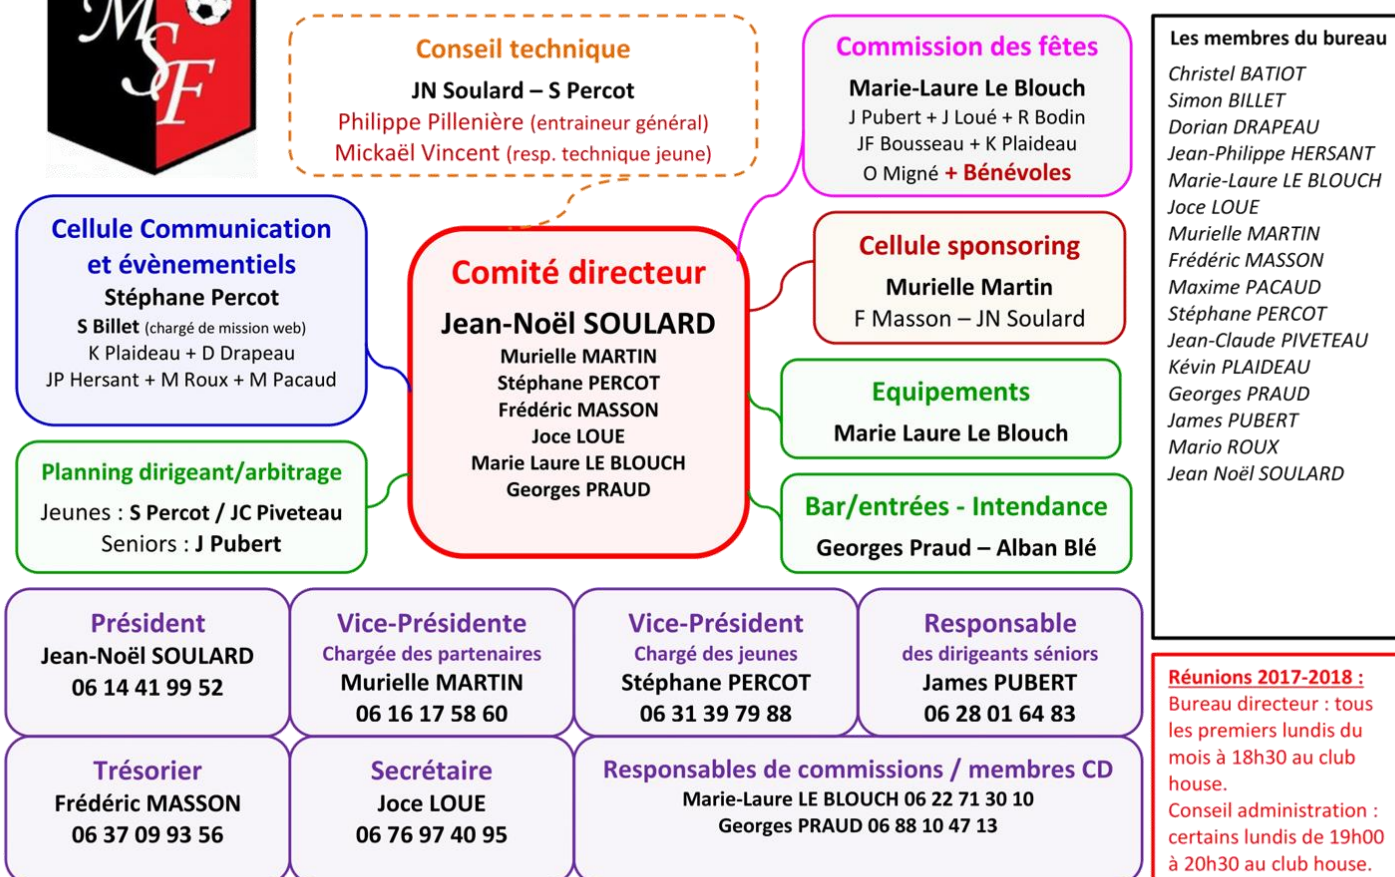 MSF
Conseil technique
JN Soulard – S Percot
Philippe Pillenière (entraineur général)
Mickaël Vincent (resp. technique jeune)
Commission des fêtes
Marie-Laure Le Blouch
J Pubert + J Loué + R Bodin
JF Bousseau + K Plaideau
O Migné + Bénévoles
Les membres du bureau
Christel BATIOT
Simon BILLET
Dorian DRAPEAU
Jean-Philippe HERSANT
Marie-Laure LE BLOUCH
Joce LOUE
Murielle MARTIN
Frédéric MASSON
Maxime PACAUD
Stéphane PERCOT
Jean-Claude PIVETEAU
Kévin PLAIDEAU
Georges PRAUD
James PUBERT
Mario ROUX
Jean Noël SOULARD
Cellule Communication
et évènementiels
Stéphane Percot
S Billet (chargé de mission web)
K Plaideau + D Drapeau
JP Hersant + M Roux + M Pacaud
Comité directeur
Jean-Noël SOULARD
Murielle MARTIN
Stéphane PERCOT
Frédéric MASSON
Joce LOUE
Marie Laure LE BLOUCH
Georges PRAUD
Cellule sponsoring
Murielle Martin
F Masson – JN Soulard
Equipements
Marie Laure Le Blouch
Planning dirigeant/arbitrage
Jeunes : S Percot / JC Piveteau
Seniors : J Pubert
Bar/entrées - Intendance
Georges Praud – Alban Blé
Président
Jean-Noël SOULARD
06 14 41 99 52
Vice-Présidente
Chargée des partenaires
Murielle MARTIN
06 16 17 58 60
Vice-Président
Chargé des jeunes
Stéphane PERCOT
06 31 39 79 88
Responsable
des dirigeants séniors
James PUBERT
06 28 01 64 83
Trésorier
Frédéric MASSON
06 37 09 93 56
Secrétaire
Joce LOUE
06 76 97 40 95
Responsables de commissions / membres CD
Marie-Laure LE BLOUCH 06 22 71 30 10
Georges PRAUD 06 88 10 47 13
Réunions 2017-2018 :
Bureau directeur : tous
les premiers lundis du
mois à 18h30 au club
house.
Conseil administration :
certains lundis de 19h00
à 20h30 au club house.